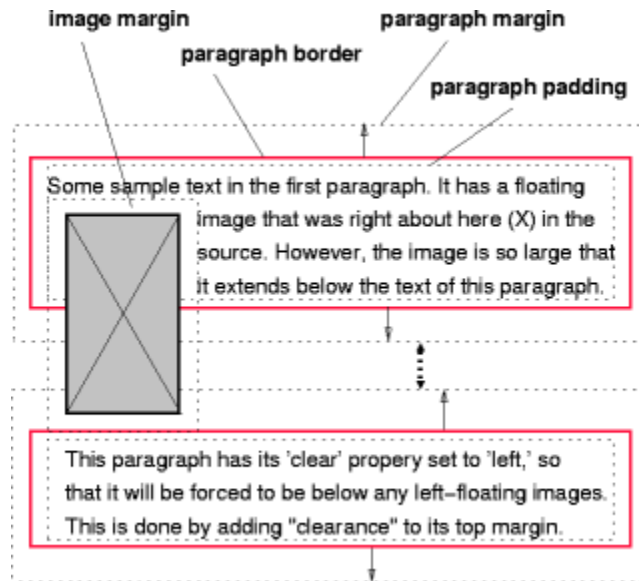 image margin
paragraph margin
paragraph border
paragraph padding
Some sample text in the first paragraph. It has a floating
image that was right about here (X) in the
source. However, the image is so large that
it extends below the text of this paragraph.
This paragraph has its 'clear' propery set to 'left,' so
that it will be forced to be below any left-floating images.
This is done by adding "clearance" to its top margin.